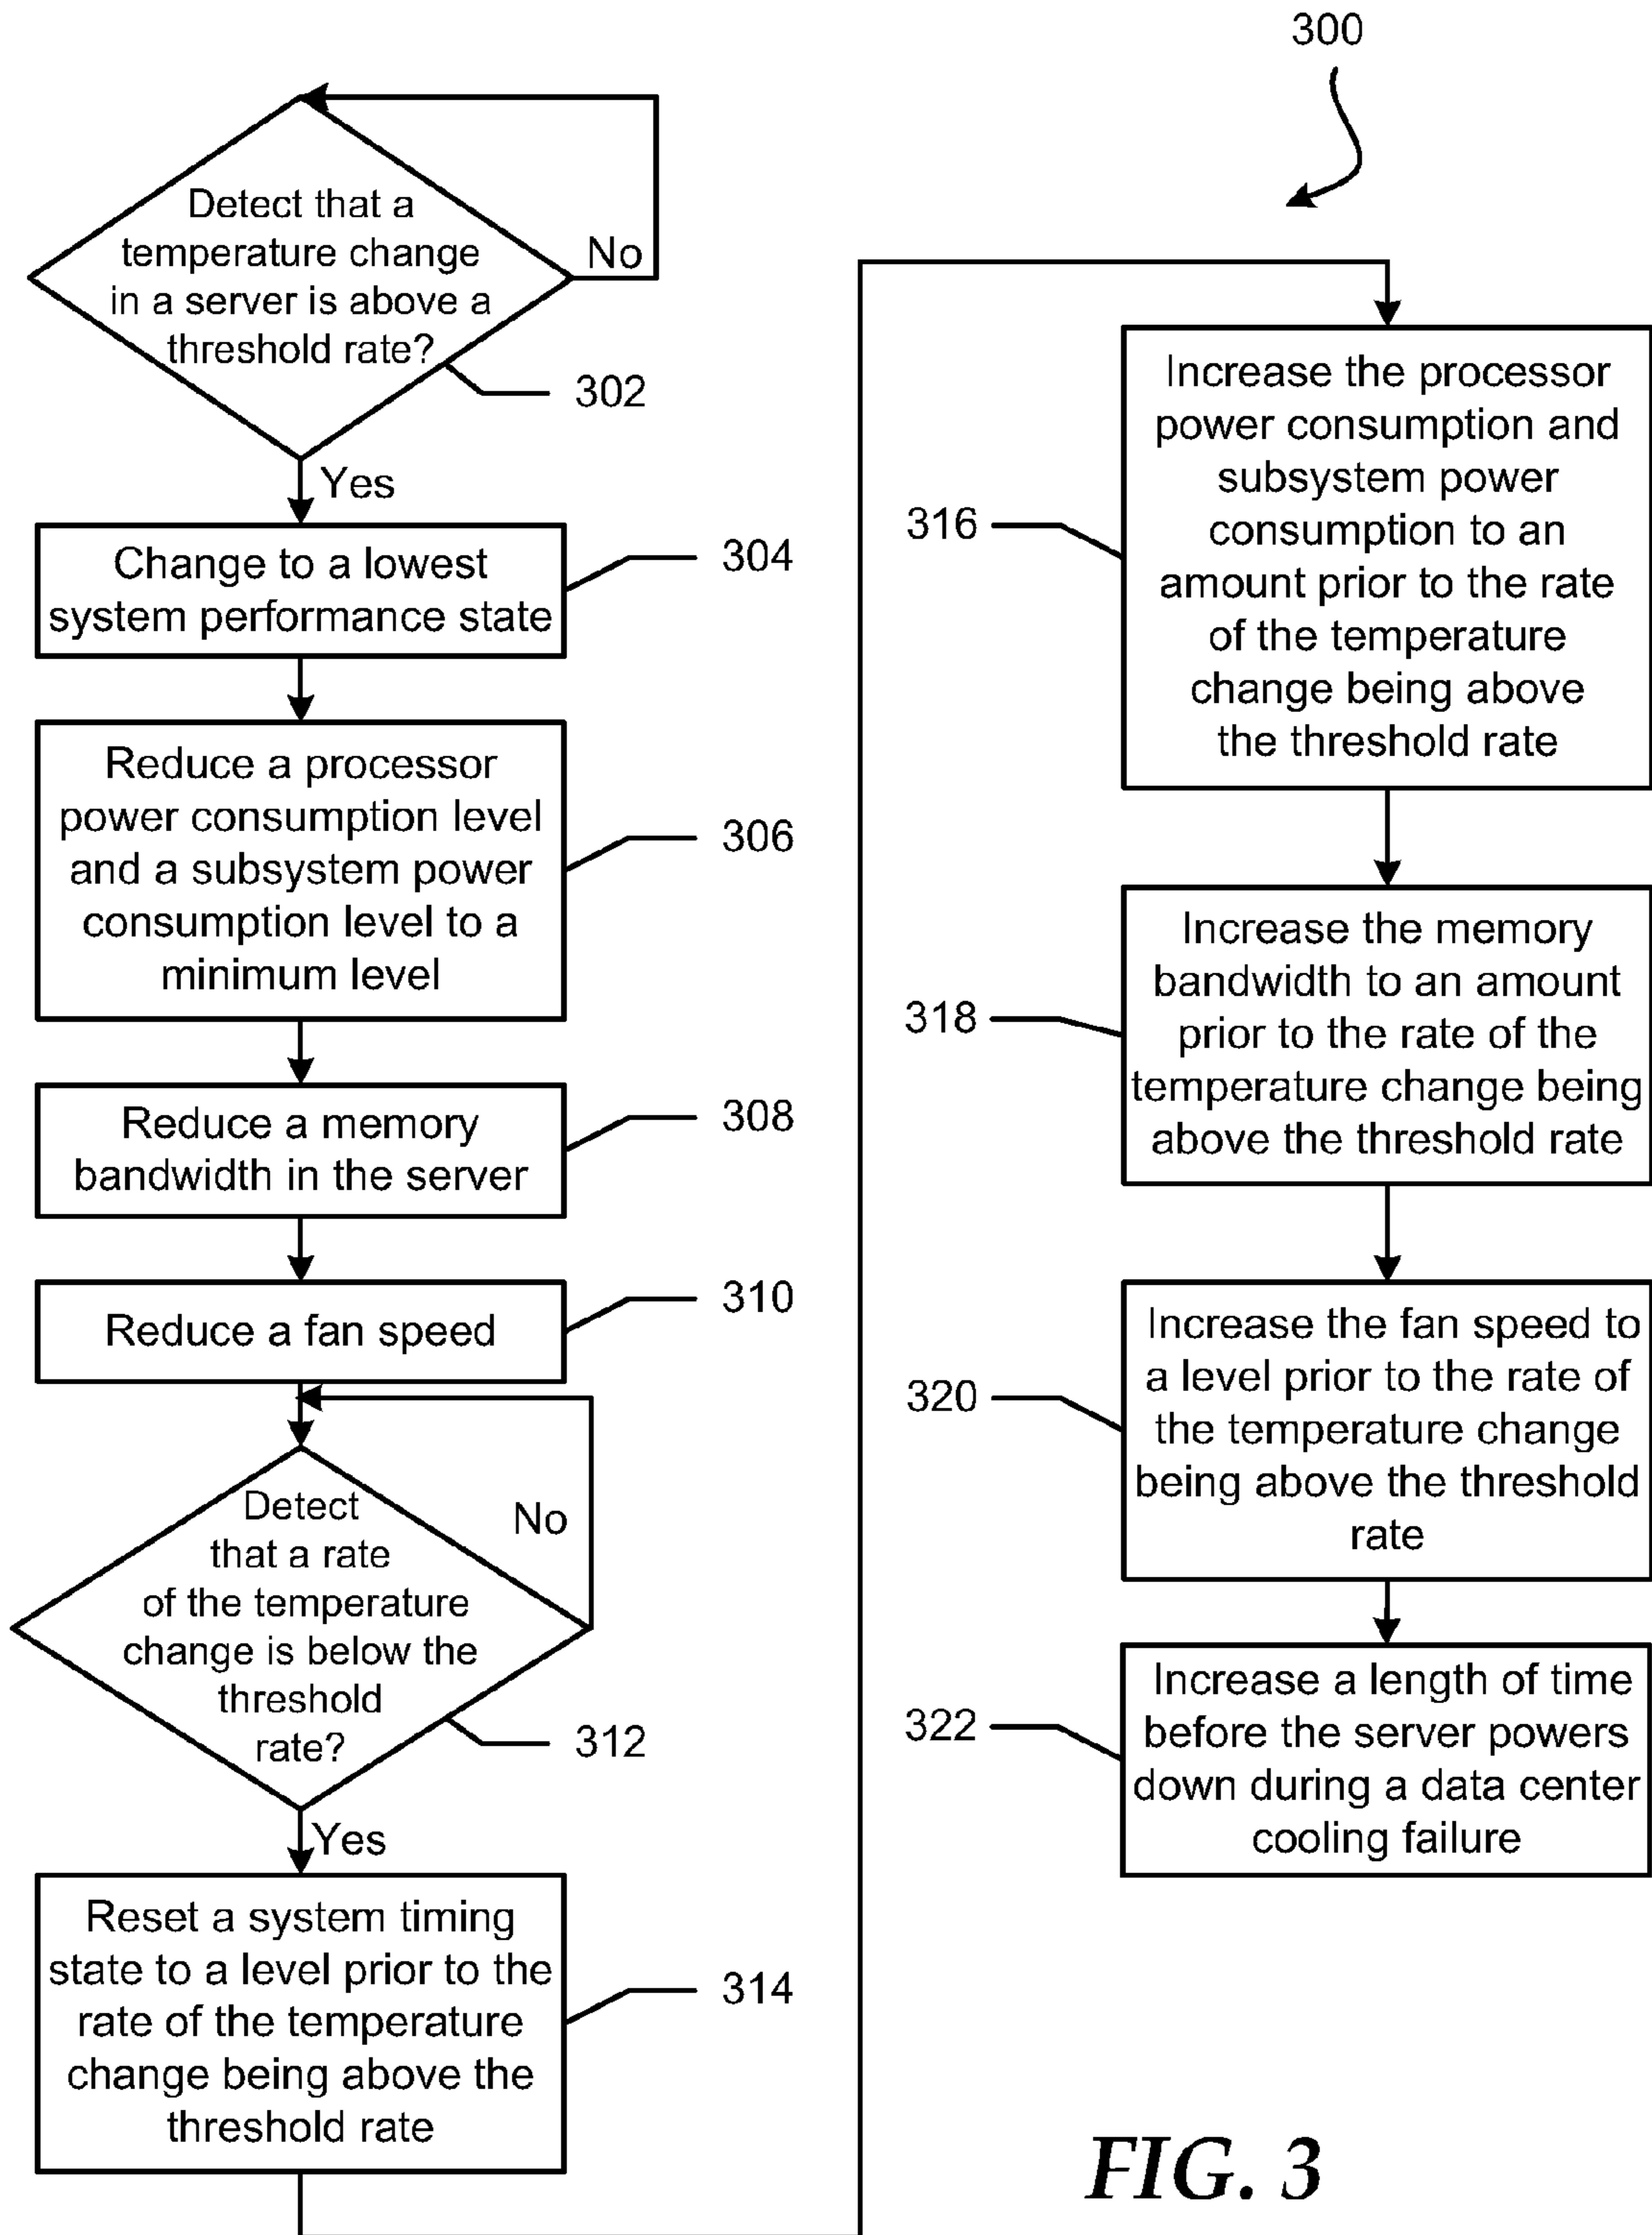 300
Detect that a
temperature change
in a server is above a
threshold rate?
No
302
Yes
Change to a lowest
system performance state
304
Reduce a processor
power consumption level
and a subsystem power
consumption level to a
minimum level
306
Reduce a memory
bandwidth in the server
308
Reduce a fan speed
310
Detect
that a rate
of the temperature
change is below the
threshold
rate?
No
312
Yes
Reset a system timing
state to a level prior to the
rate of the temperature
change being above the
threshold rate
314
Increase the processor
power consumption and
subsystem power
consumption to an
amount prior to the rate
of the temperature
change being above
the threshold rate
316
Increase the memory
bandwidth to an amount
prior to the rate of the
temperature change being
above the threshold rate
318
Increase the fan speed to
a level prior to the rate of
the temperature change
being above the threshold
rate
320
Increase a length of time
before the server powers
down during a data center
cooling failure
322
FIG. 3